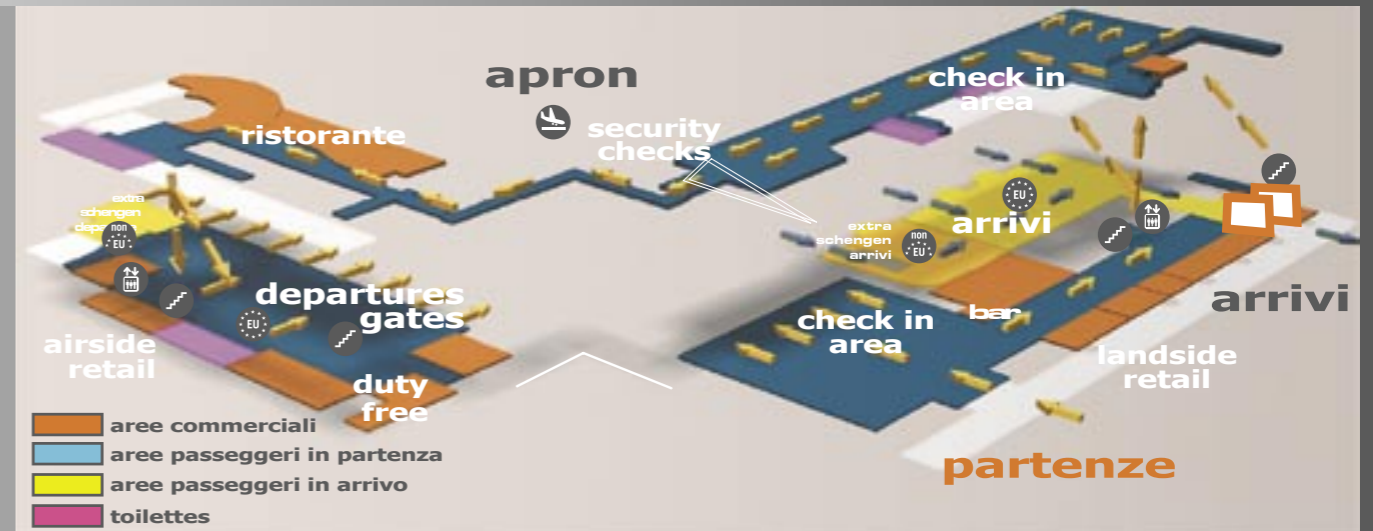 apron
check in
area
security
checks
ristorante
extra
schengen
non
EU
EU
arrivi
extra
schengen
arrivi
non
EU
departures
gates
EU
airside
retail
duty
free
check in
area
bar
arrivi
landside
retail
partenze
aree commerciali
aree passeggeri in partenza
aree passeggeri in arrivo
toilettes